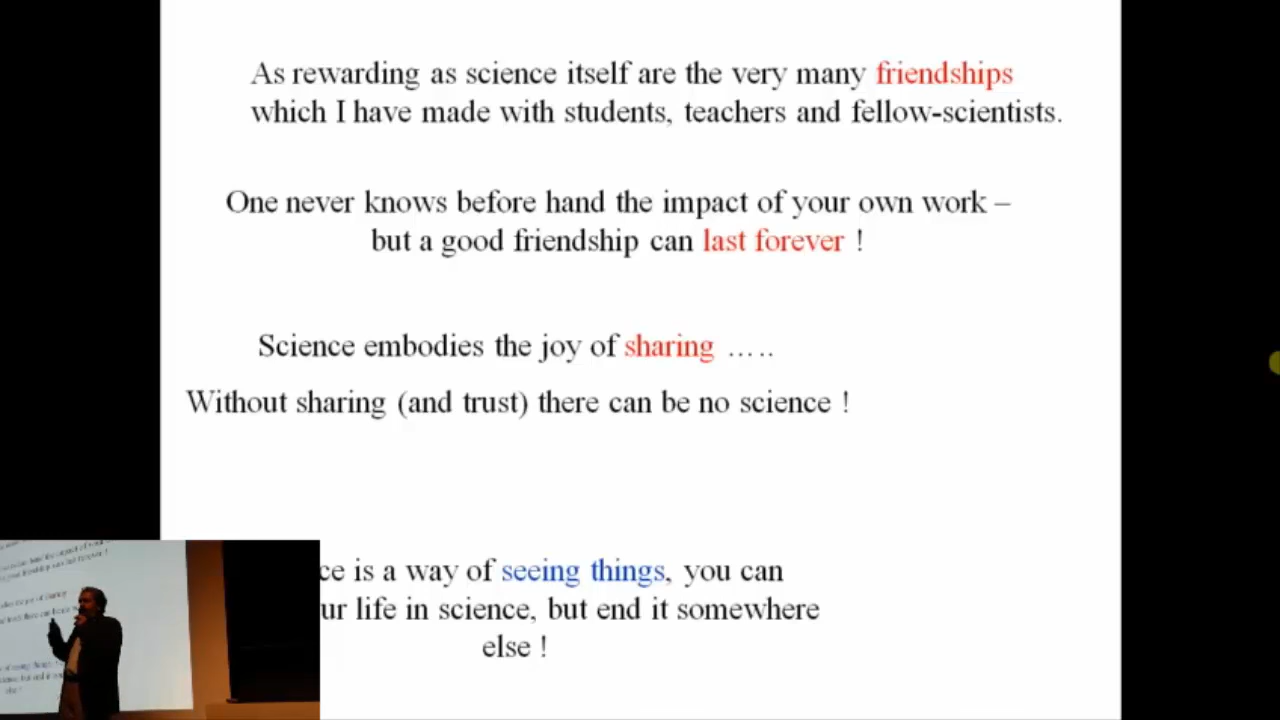 As rewarding as science itself are the very many friendships
which I have made with students, teachers and fellow-scientists.
One never knows before hand the impact of your own work –
but a good friendship can last forever !
Science embodies the joy of sharing …..
Without sharing (and trust) there can be no science !
is a way of seeing things, you can
life in science, but end it somewhere
else !